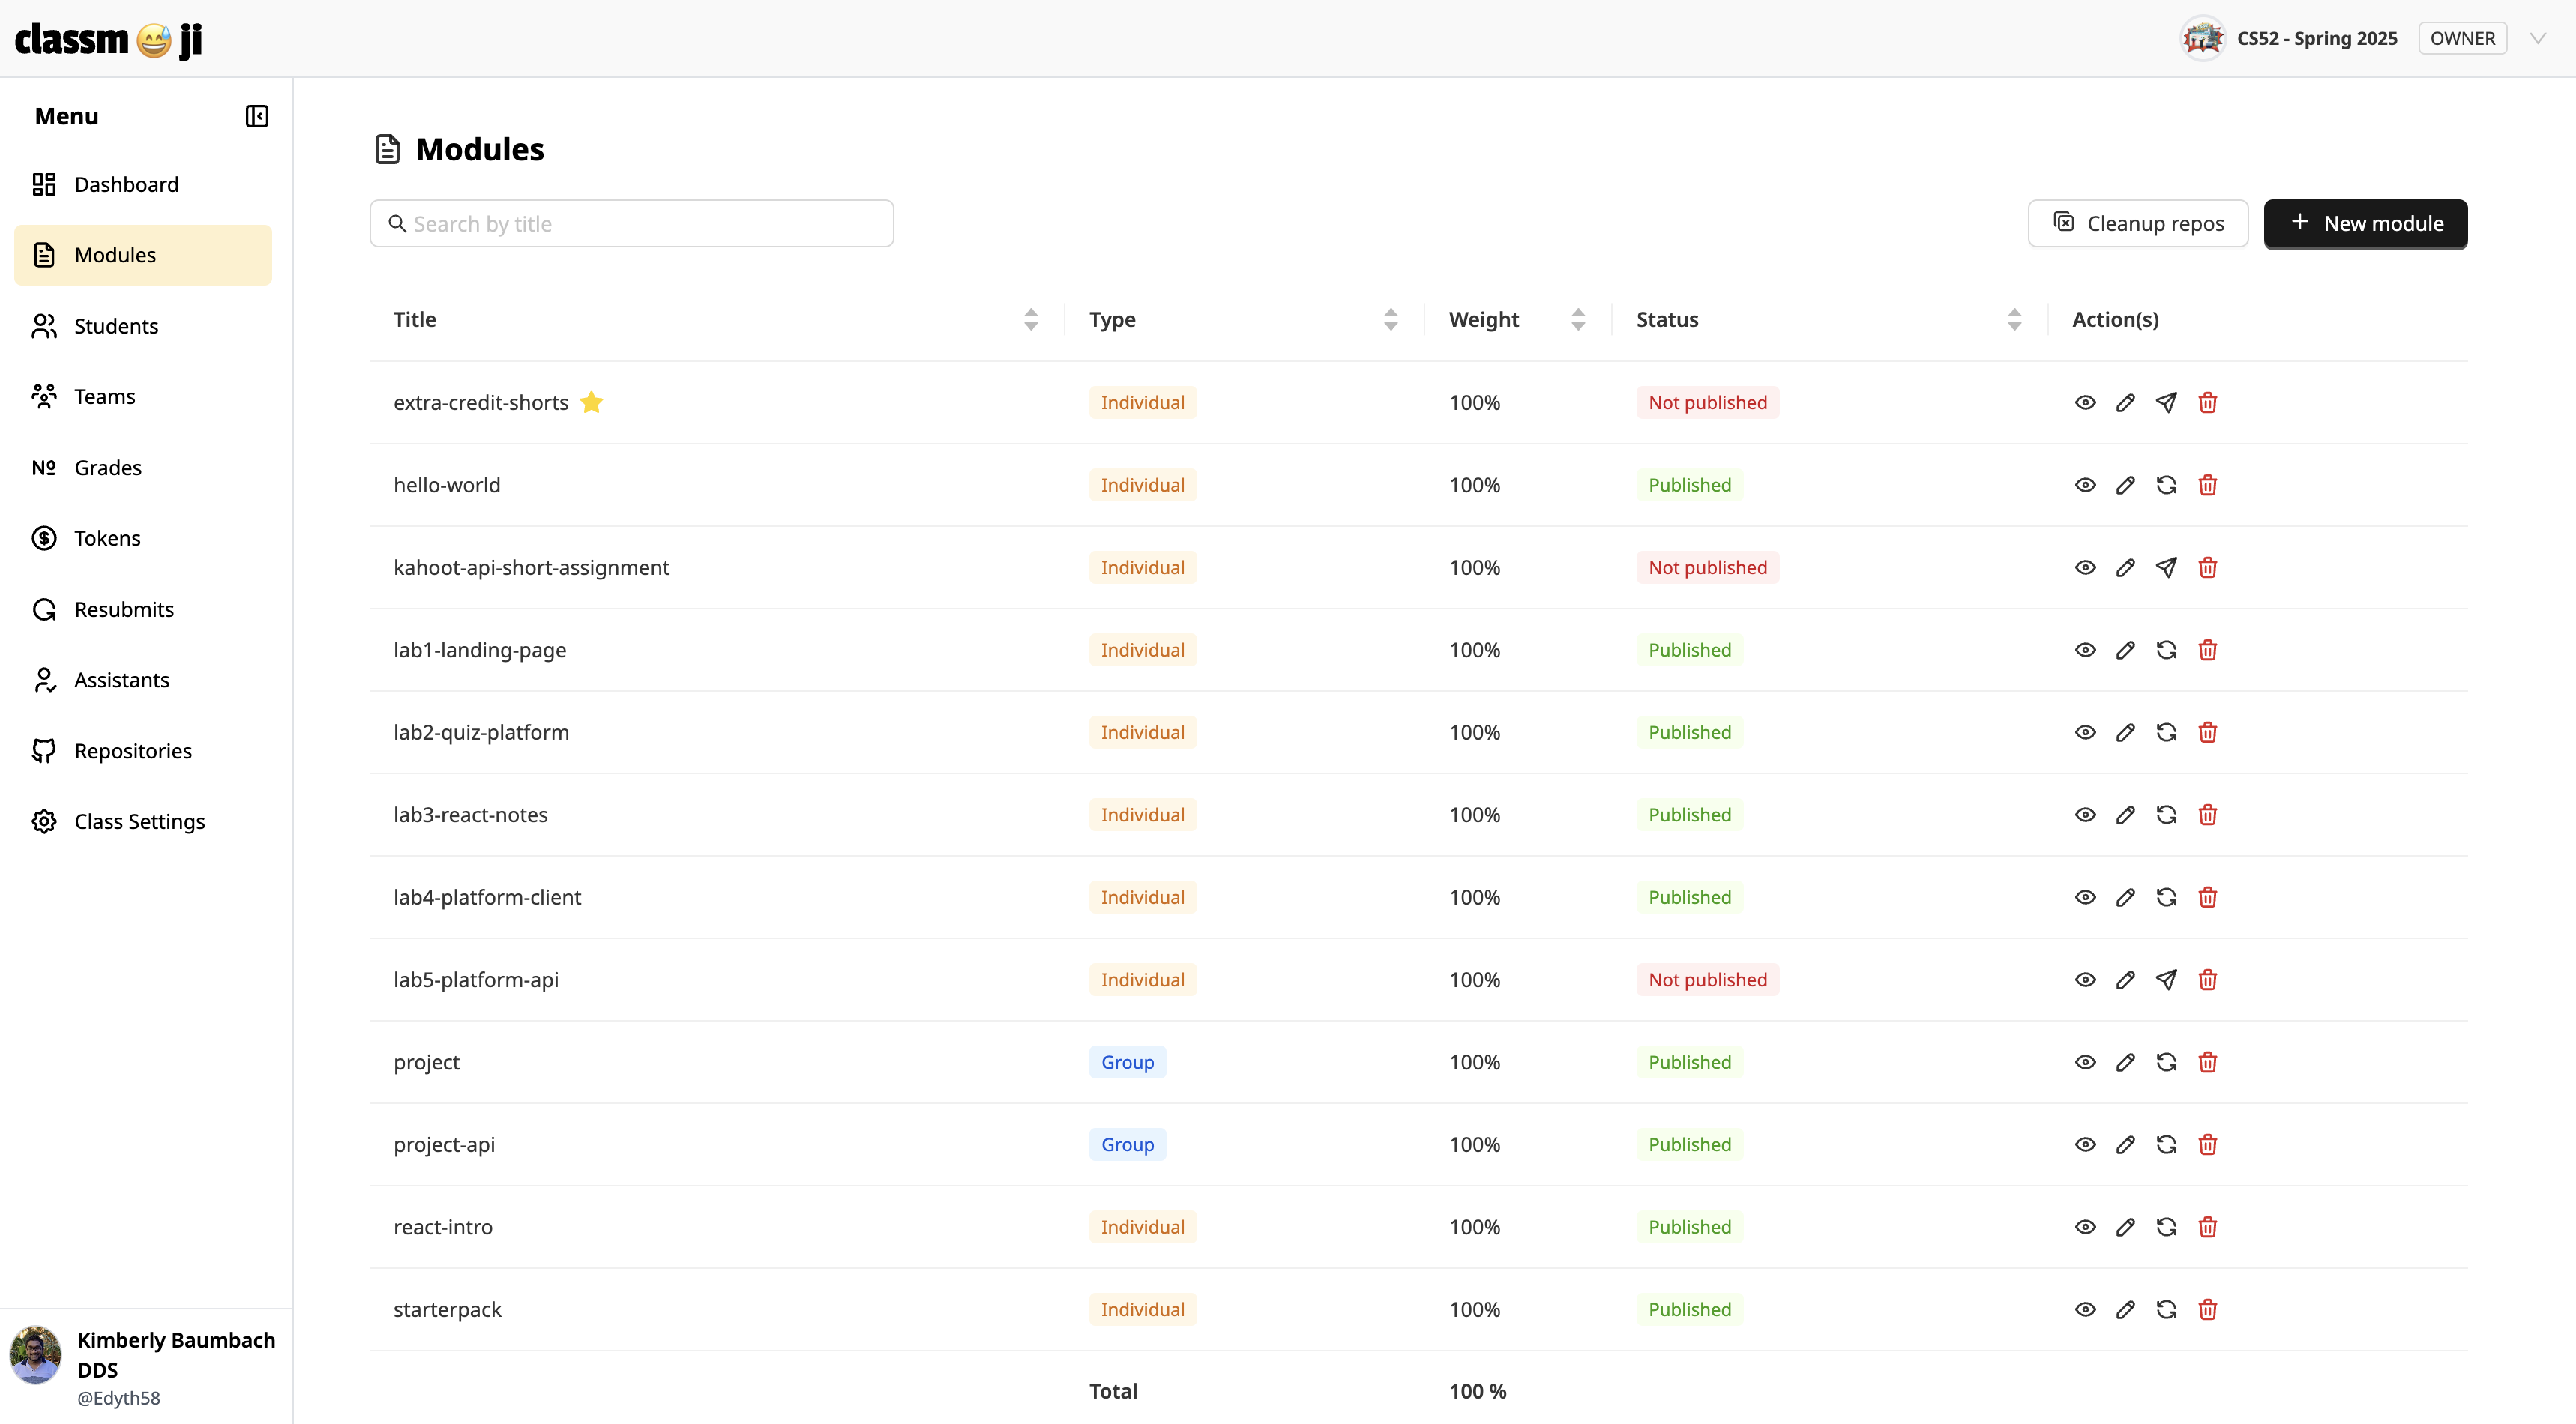 classm😅ji
CS52 - Spring 2025
OWNER
Menu
Dashboard
Modules
Students
Teams
Nº Grades
Tokens
Resubmits
Assistants
Repositories
Class Settings
Kimberly Baumbach
DDS
@Edyth58
Modules
Search by title
Cleanup repos
+ New module
Title Type Weight Status Action(s)
extra-credit-shorts Individual 100% Not published
hello-world Individual 100% Published
kahoot-api-short-assignment Individual 100% Not published
lab1-landing-page Individual 100% Published
lab2-quiz-platform Individual 100% Published
lab3-react-notes Individual 100% Published
lab4-platform-client Individual 100% Published
lab5-platform-api Individual 100% Not published
project Group 100% Published
project-api Group 100% Published
react-intro Individual 100% Published
starterpack Individual 100% Published
Total 100 %